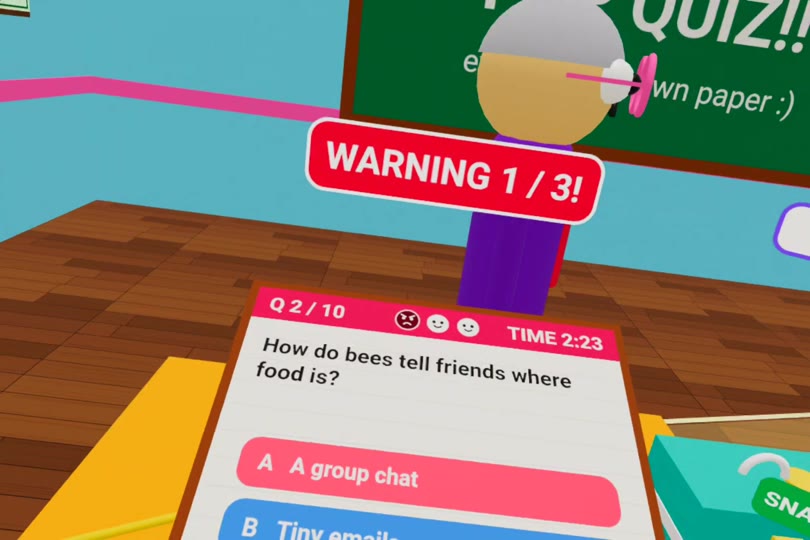 QUIZ!!
wn paper :)
WARNING 1 / 3!
Q 2 / 10
TIME 2:23
How do bees tell friends where
food is?
A A group chat
B Tiny emails
SNA